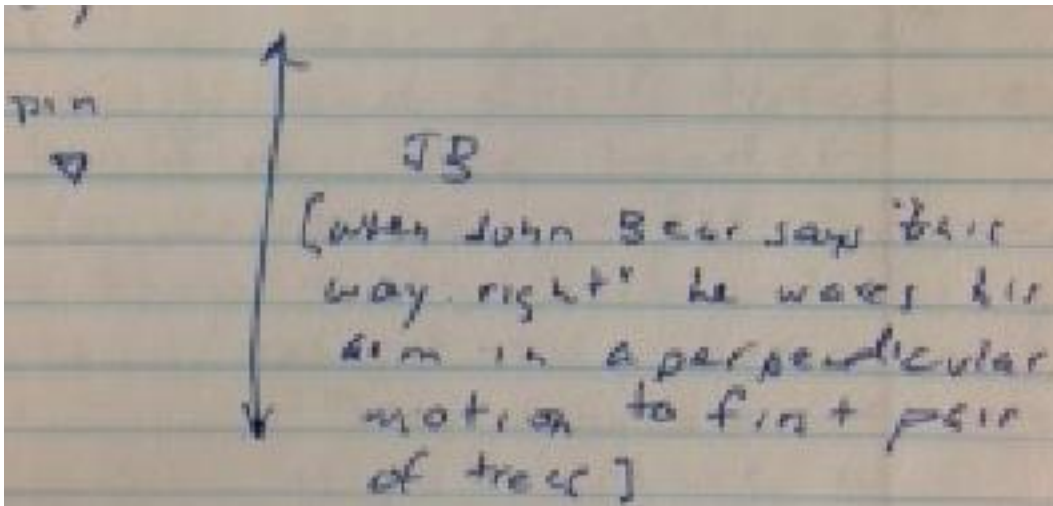 pin
JB
[when John Bear says "this
way right" he waves his
arm in a perpendicular
motion to first pair
of trees]